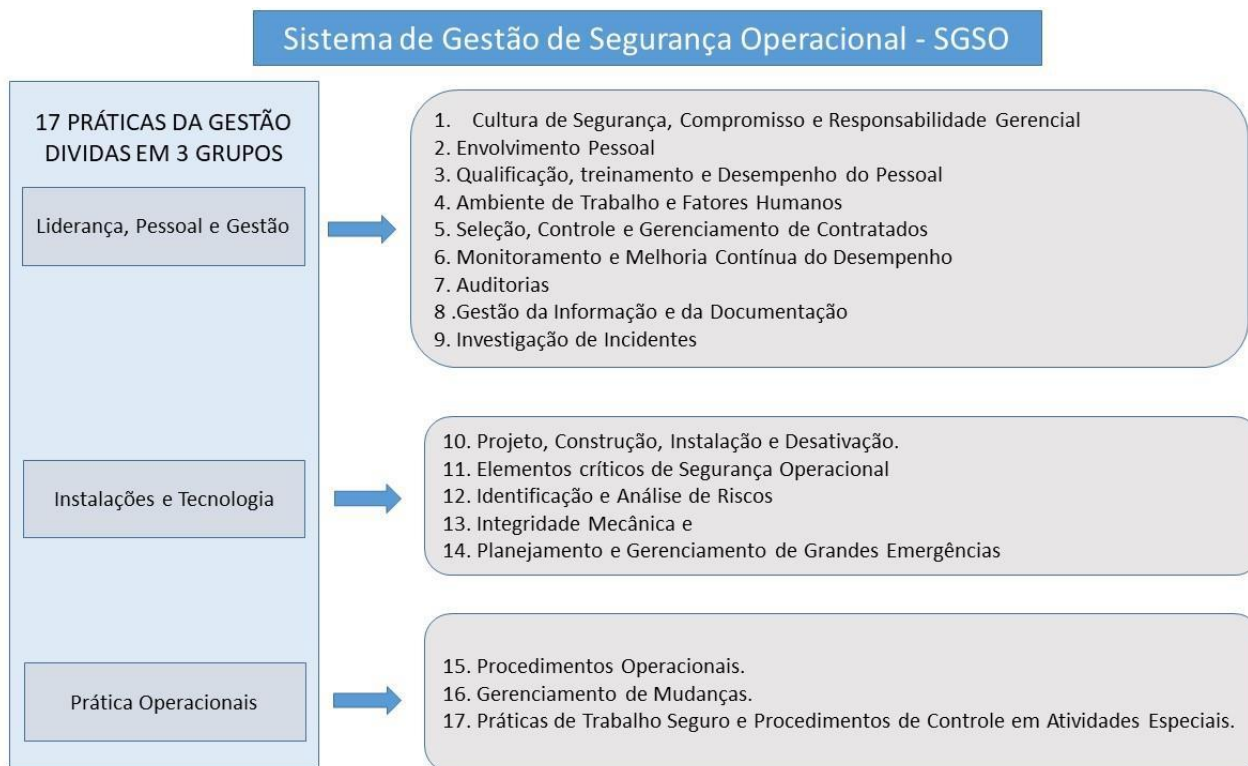 Sistema de Gestão de Segurança Operacional - SGSO
17 PRÁTICAS DA GESTÃO
DIVIDAS EM 3 GRUPOS
Liderança, Pessoal e Gestão
1. Cultura de Segurança, Compromisso e Responsabilidade Gerencial
2. Envolvimento Pessoal
3. Qualificação, treinamento e Desempenho do Pessoal
4. Ambiente de Trabalho e Fatores Humanos
5. Seleção, Controle e Gerenciamento de Contratados
6. Monitoramento e Melhoria Contínua do Desempenho
7. Auditorias
8 .Gestão da Informação e da Documentação
9. Investigação de Incidentes
Instalações e Tecnologia
10. Projeto, Construção, Instalação e Desativação.
11. Elementos críticos de Segurança Operacional
12. Identificação e Análise de Riscos
13. Integridade Mecânica e
14. Planejamento e Gerenciamento de Grandes Emergências
Prática Operacionais
15. Procedimentos Operacionais.
16. Gerenciamento de Mudanças.
17. Práticas de Trabalho Seguro e Procedimentos de Controle em Atividades Especiais.